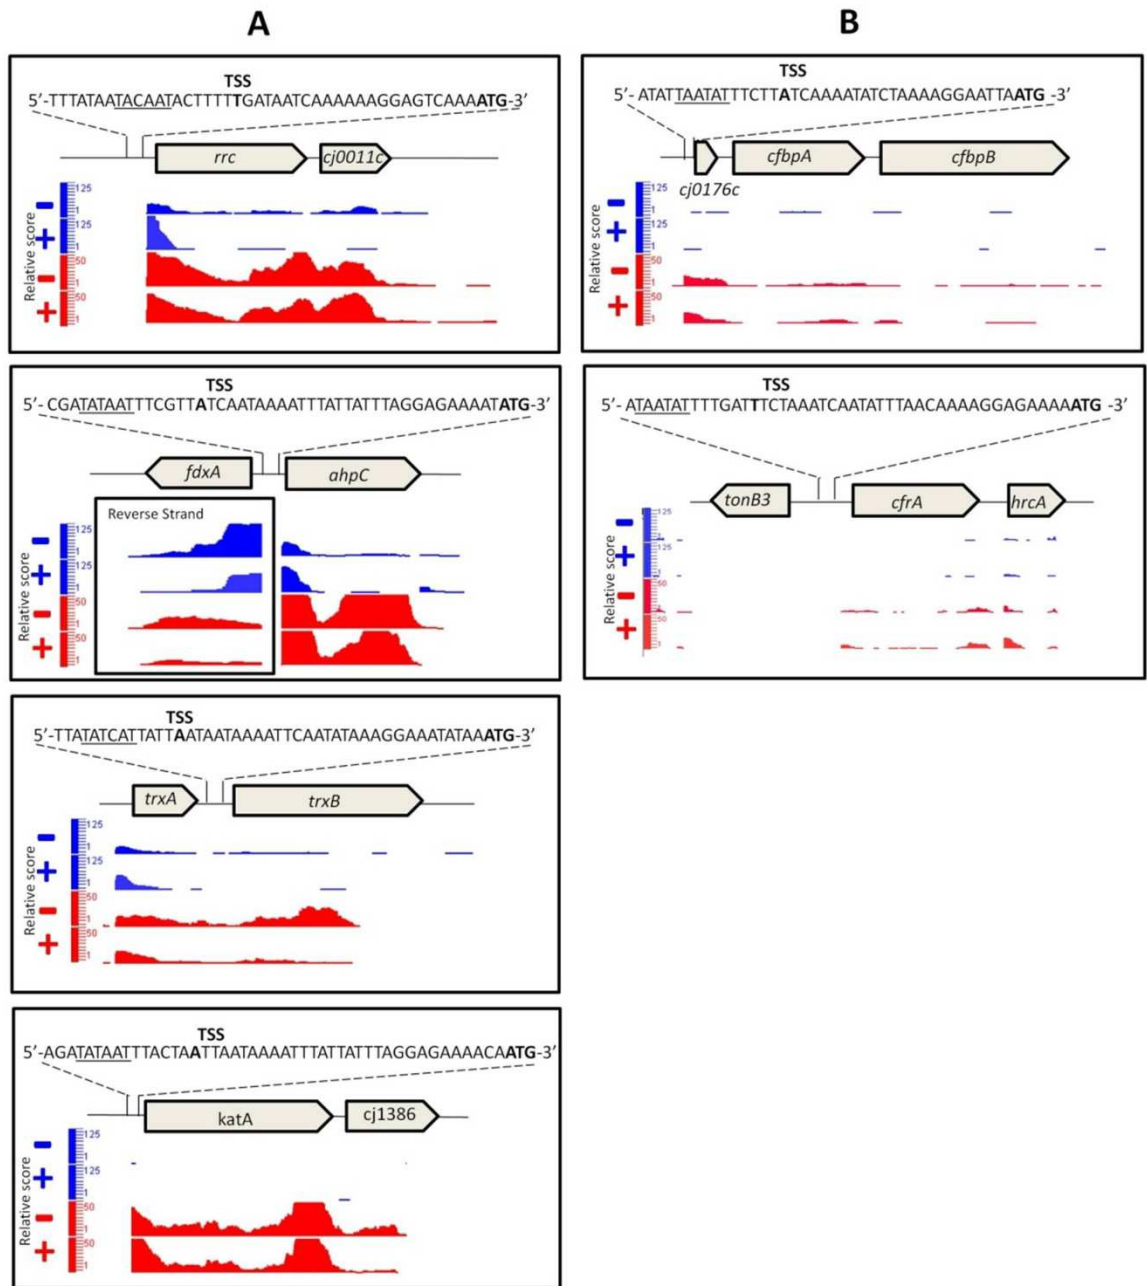 A
TSS
5’-TTTATAATACAATACTTTTTTGATAATCAAAAAAGGAGTCAAAATG-3’
rrc
cj0011c
Relative score
-
125
1
+
125
1
-
50
1
+
50
1
TSS
5’- CGATATAATTTCGTTATCAATAAAATTTATTATTTAGGAGAAAATATG-3’
fdxA
ahpC
Reverse Strand
Relative score
-
125
1
+
125
1
-
50
1
+
50
1
TSS
5’-TTATATCATTATTAATAATAAAATTCAATATAAAGGAAATATAAATG-3’
trxA
trxB
Relative score
-
125
1
+
125
1
-
50
1
+
50
1
TSS
5’-AGATATAATTTACTAATTAATAAAATTTATTATTTAGGAGAAAACAATG-3’
katA
cj1386
Relative score
-
125
1
+
125
1
-
50
1
+
50
1
B
TSS
5’- ATATTAATATTTCTTATCAAAATATCTAAAAGGAATTAATG -3’
cj0176c
cfbpA
cfbpB
Relative score
-
125
1
+
125
1
-
50
1
+
50
1
TSS
5’- ATAATATTTTGATTTCTAAATCAATATTTAACAAAAGGAGAAAAATG -3’
tonB3
cfrA
hrcA
Relative score
-
125
1
+
125
1
-
50
1
+
50
1